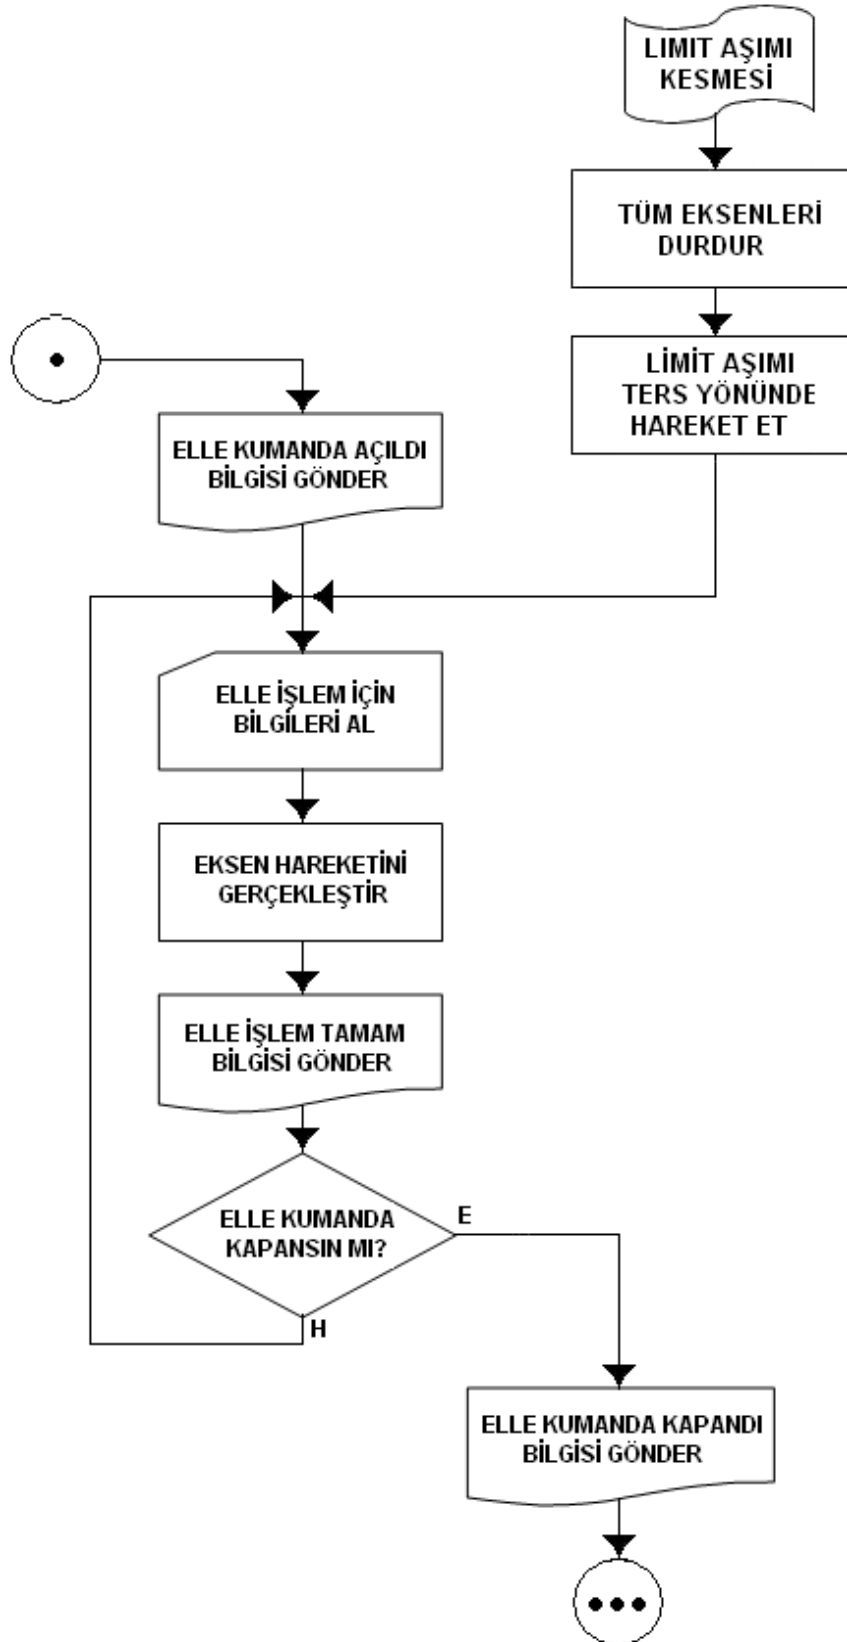 LIMIT AŞIMI
KESMESİ
TÜM EKSENLERİ
DURDUR
LİMİT AŞIMI
TERS YÖNÜNDE
HAREKET ET
ELLE KUMANDA AÇILDI
BİLGİSİ GÖNDER
ELLE İŞLEM İÇİN
BİLGİLERİ AL
EKSEN HAREKETİNİ
GERÇEKLEŞTİR
ELLE İŞLEM TAMAM
BİLGİSİ GÖNDER
ELLE KUMANDA
KAPANSIN MI?
E
H
ELLE KUMANDA KAPANDI
BİLGİSİ GÖNDER